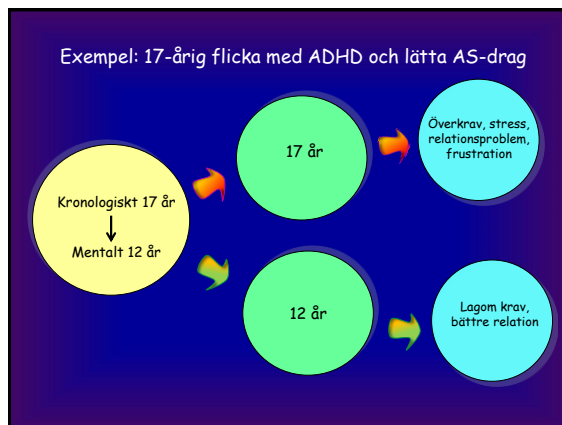 Exempel: 17-årig flicka med ADHD och lätta AS-drag
Kronologiskt 17 år
Mentalt 12 år
17 år
Överkrav, stress,
relationsproblem,
frustration
12 år
Lagom krav,
bättre relation